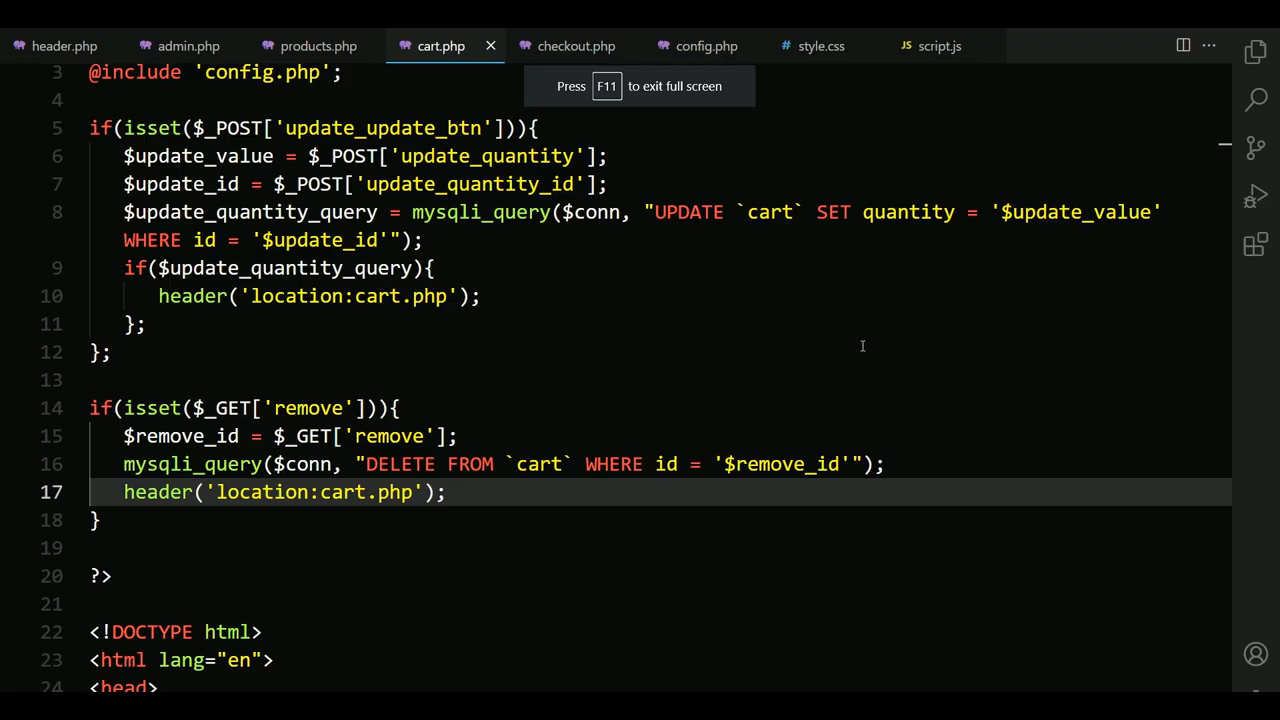 header.php admin.php products.php cart.php × checkout.php config.php # style.css JS script.js ...
Press F11 to exit full screen
3 @include 'config.php';
4
5 if(isset($_POST['update_update_btn'])){
6 $update_value = $_POST['update_quantity'];
7 $update_id = $_POST['update_quantity_id'];
8 $update_quantity_query = mysqli_query($conn, "UPDATE `cart` SET quantity = '$update_value'
WHERE id = '$update_id'");
9 if($update_quantity_query){
10 header('location:cart.php');
11 };
12 };
13
14 if(isset($_GET['remove'])){
15 $remove_id = $_GET['remove'];
16 mysqli_query($conn, "DELETE FROM `cart` WHERE id = '$remove_id'");
17 header('location:cart.php');
18 }
19
20 ?>
21
22 <!DOCTYPE html>
23 <html lang="en">
24 <head>